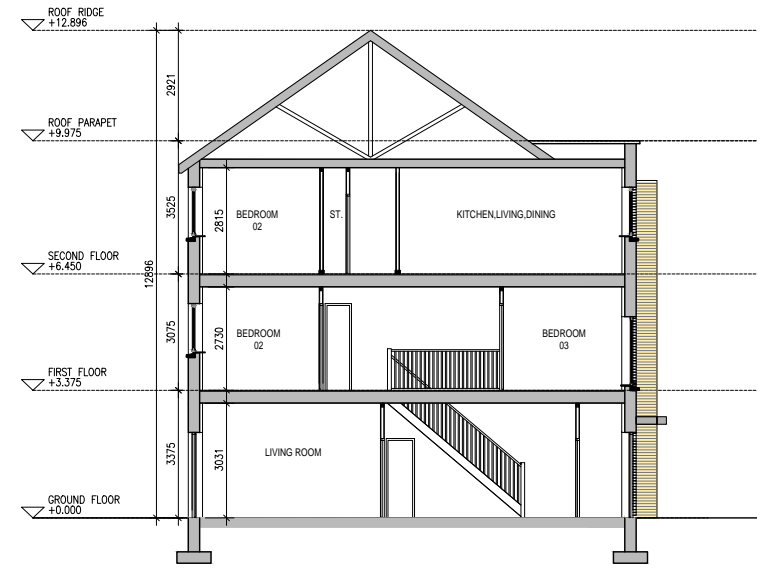 ROOF RIDGE
+12.896
2921
ROOF PARAPET
+9.975
3525
2815
BEDROOM
02
ST.
KITCHEN,LIVING,DINING
SECOND FLOOR
+6.450
12896
3075
2730
BEDROOM
02
BEDROOM
03
FIRST FLOOR
+3.375
3375
3031
LIVING ROOM
GROUND FLOOR
+0.000